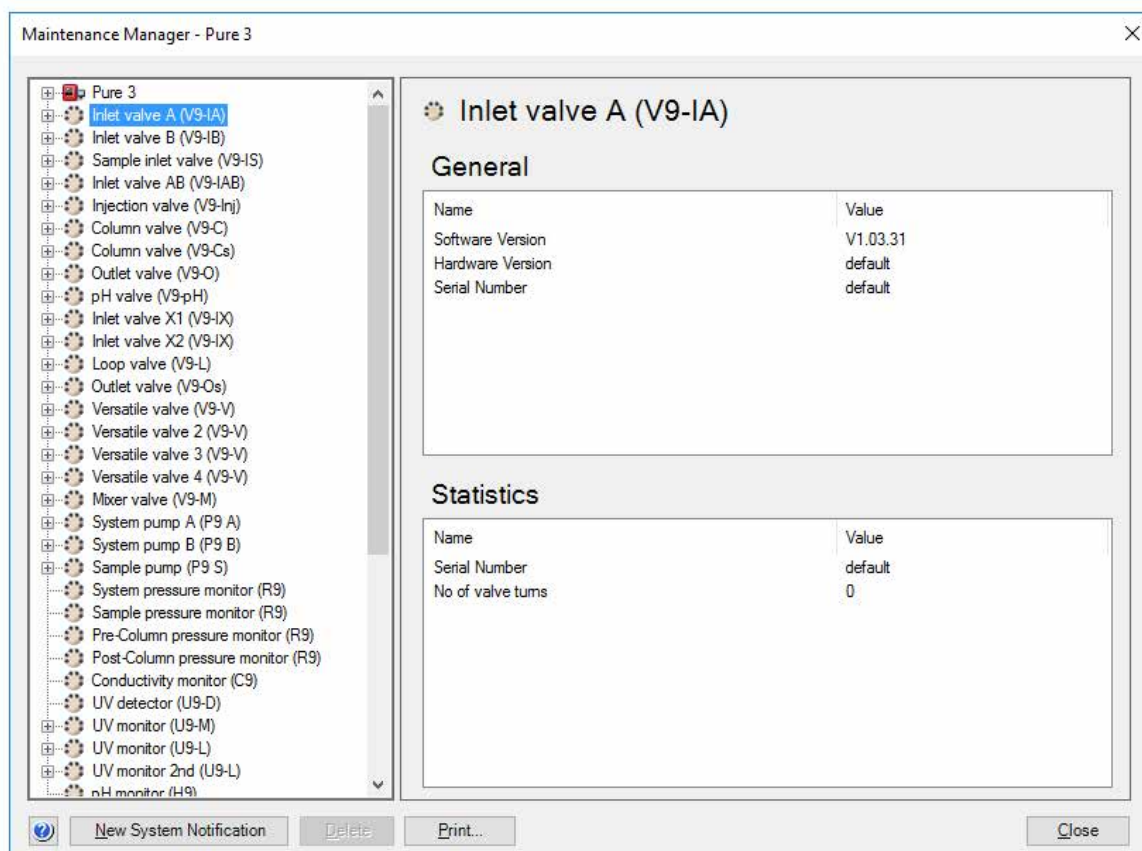 Maintenance Manager - Pure 3
Pure 3
Inlet valve A (V9-IA)
Inlet valve B (V9-IB)
Sample inlet valve (V9-IS)
Inlet valve AB (V9-IAB)
Injection valve (V9-Inj)
Column valve (V9-C)
Column valve (V9-Cs)
Outlet valve (V9-O)
pH valve (V9-pH)
Inlet valve X1 (V9-IX)
Inlet valve X2 (V9-IX)
Loop valve (V9-L)
Outlet valve (V9-Os)
Versatile valve (V9-V)
Versatile valve 2 (V9-V)
Versatile valve 3 (V9-V)
Versatile valve 4 (V9-V)
Mixer valve (V9-M)
System pump A (P9 A)
System pump B (P9 B)
Sample pump (P9 S)
System pressure monitor (R9)
Sample pressure monitor (R9)
Pre-Column pressure monitor (R9)
Post-Column pressure monitor (R9)
Conductivity monitor (C9)
UV detector (U9-D)
UV monitor (U9-M)
UV monitor (U9-L)
UV monitor 2nd (U9-L)
pH monitor (H9)
Inlet valve A (V9-IA)
General
Name Value
Software Version V1.03.31
Hardware Version default
Serial Number default
Statistics
Name Value
Serial Number default
No of valve turns 0
New System Notification Delete Print... Close